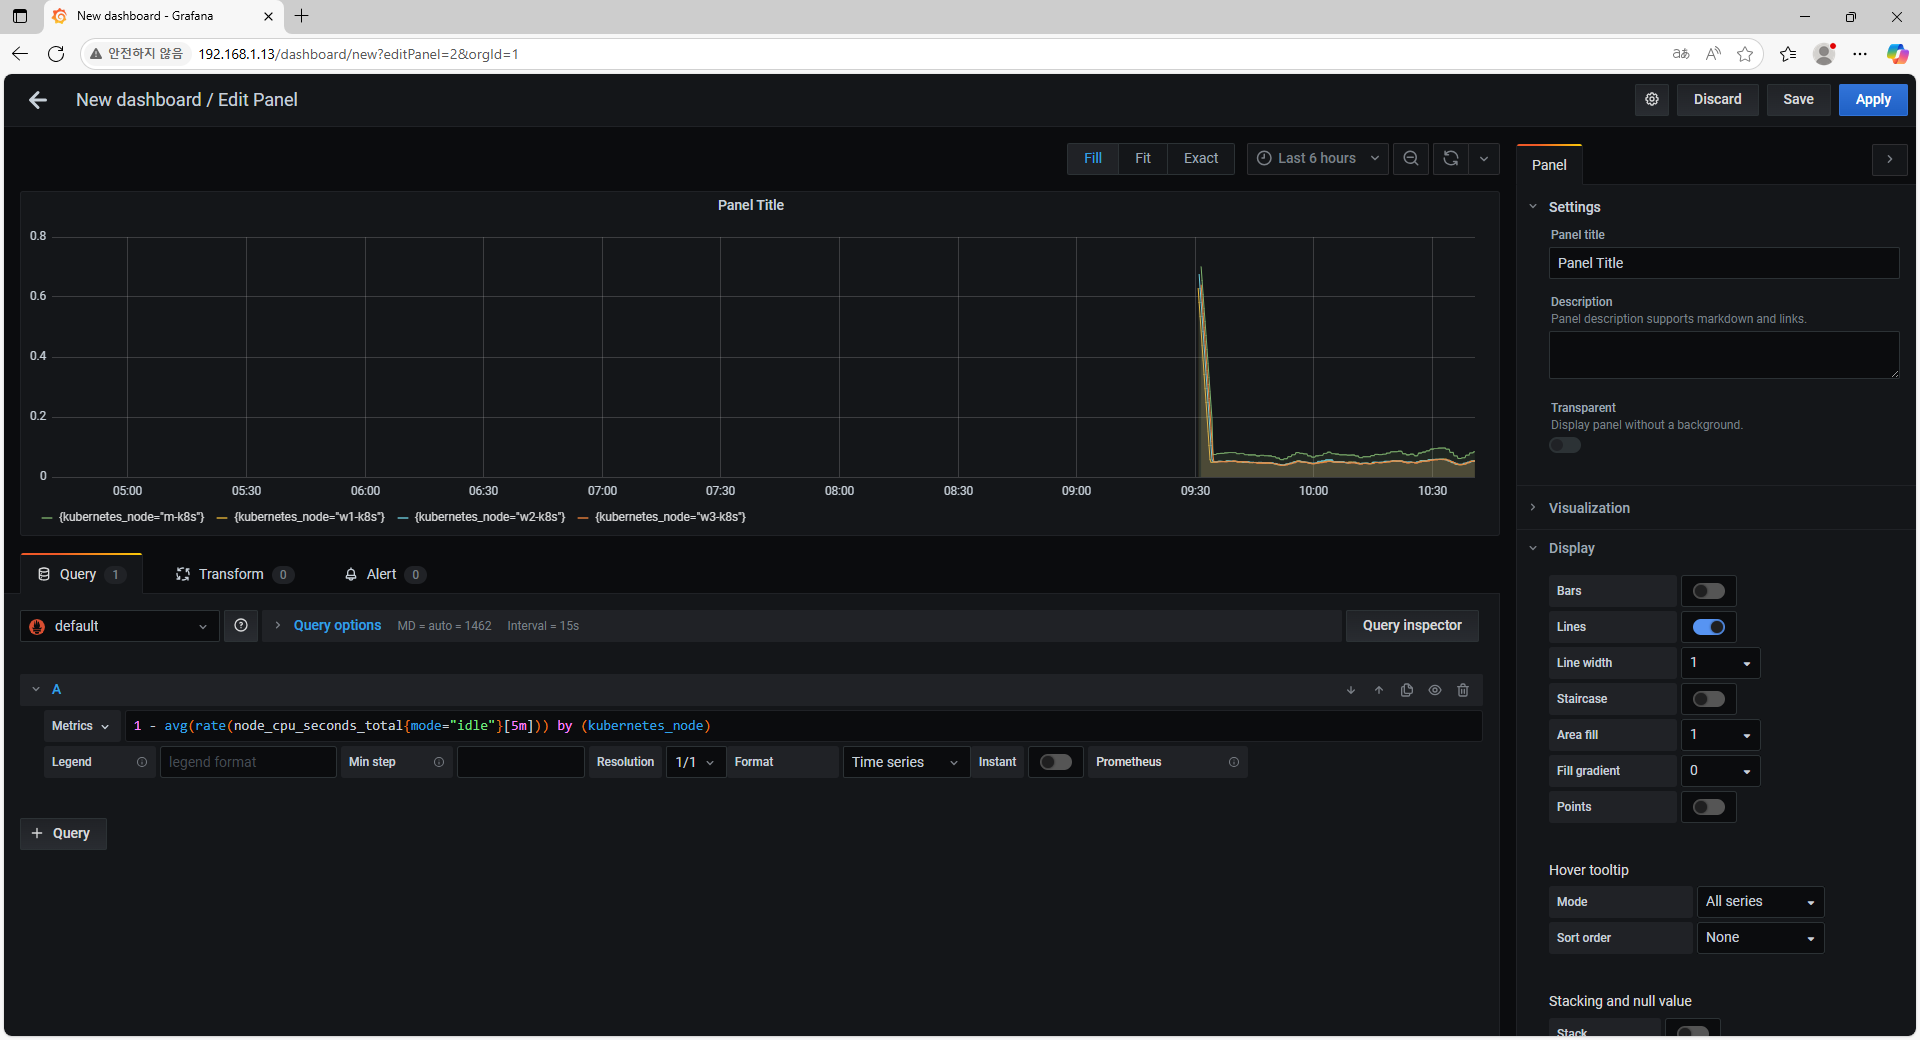 New dashboard - Grafana
안전하지 않음 192.168.1.13/dashboard/new?editPanel=2&orgId=1
New dashboard / Edit Panel
Discard Save Apply
Fill Fit Exact Last 6 hours
Panel Title
0.8
0.6
0.4
0.2
0
05:00 05:30 06:00 06:30 07:00 07:30 08:00 08:30 09:00 09:30 10:00 10:30
{kubernetes_node="m-k8s"} {kubernetes_node="w1-k8s"} {kubernetes_node="w2-k8s"} {kubernetes_node="w3-k8s"}
Query 1 Transform 0 Alert 0
default Query options MD = auto = 1462 Interval = 15s Query inspector
A
Metrics 1 - avg(rate(node_cpu_seconds_total{mode="idle"}[5m])) by (kubernetes_node)
Legend legend format Min step Resolution 1/1 Format Time series Instant Prometheus
+ Query
Panel
Settings
Panel title
Panel Title
Description
Panel description supports markdown and links.
Transparent
Display panel without a background.
Visualization
Display
Bars
Lines
Line width 1
Staircase
Area fill 1
Fill gradient 0
Points
Hover tooltip
Mode All series
Sort order None
Stacking and null value
Stack